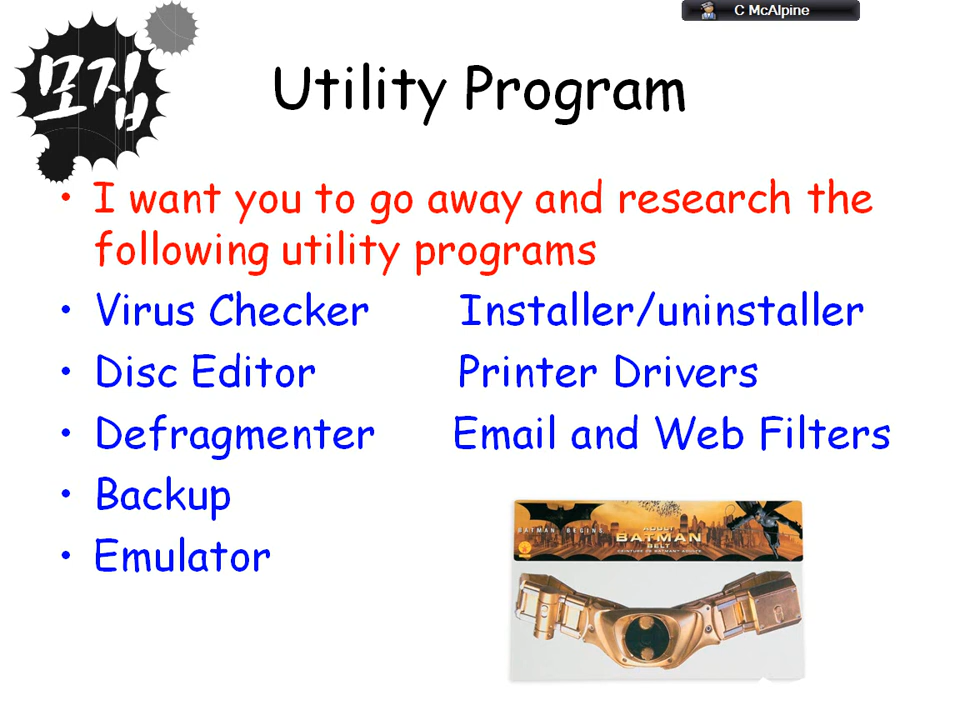 C McAlpine
모집
Utility Program
• I want you to go away and research the
following utility programs
• Virus Checker Installer/uninstaller
• Disc Editor Printer Drivers
• Defragmenter Email and Web Filters
• Backup
• Emulator
BATMAN BEGINS
ADULT
BATMAN
BELT